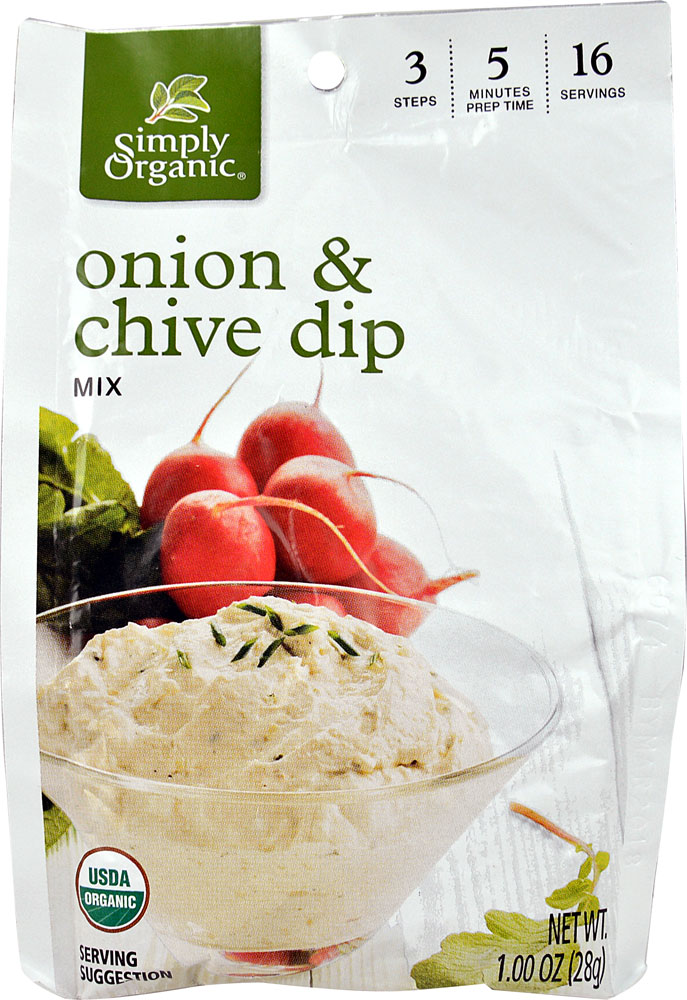 Simply
Organic®
3
STEPS
5
MINUTES
PREP TIME
16
SERVINGS
onion &
chive dip
MIX
USDA
ORGANIC
SERVING
SUGGESTION
NET WT.
1.00 OZ (28g)